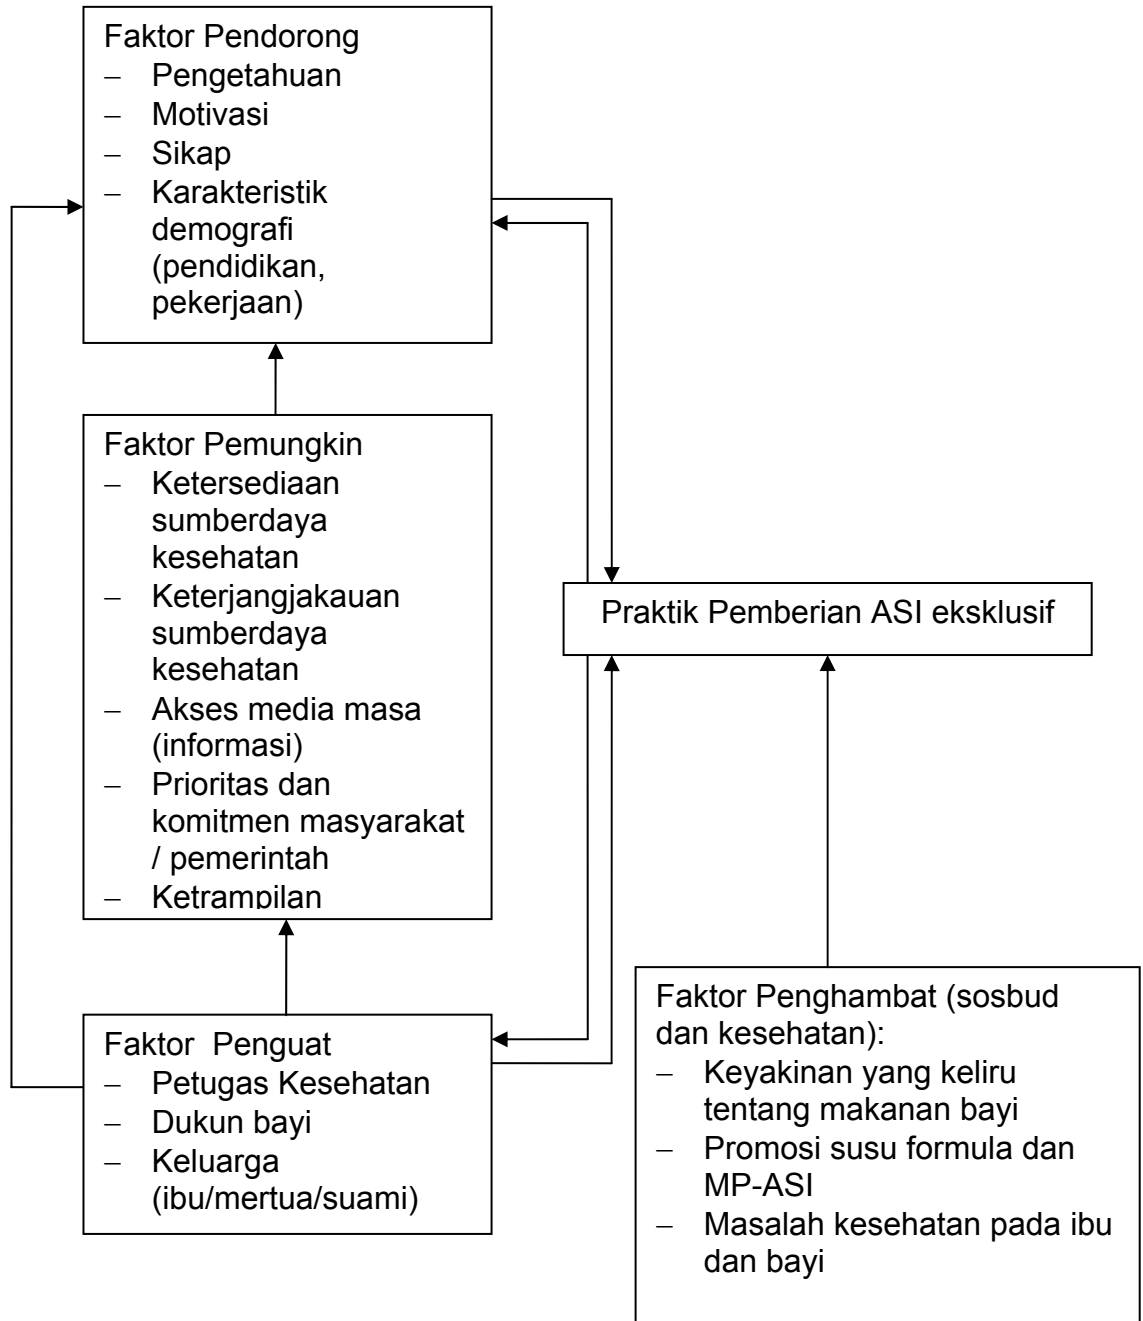 Faktor Pendorong
– Pengetahuan
– Motivasi
– Sikap
– Karakteristik
demografi
(pendidikan,
pekerjaan)
Faktor Pemungkin
– Ketersediaan
sumberdaya
kesehatan
– Keterjangjakauan
sumberdaya
kesehatan
– Akses media masa
(informasi)
– Prioritas dan
komitmen masyarakat
/ pemerintah
– Ketrampilan
Faktor Penguat
– Petugas Kesehatan
– Dukun bayi
– Keluarga
(ibu/mertua/suami)
Praktik Pemberian ASI eksklusif
Faktor Penghambat (sosbud
dan kesehatan):
– Keyakinan yang keliru
tentang makanan bayi
– Promosi susu formula dan
MP-ASI
– Masalah kesehatan pada ibu
dan bayi